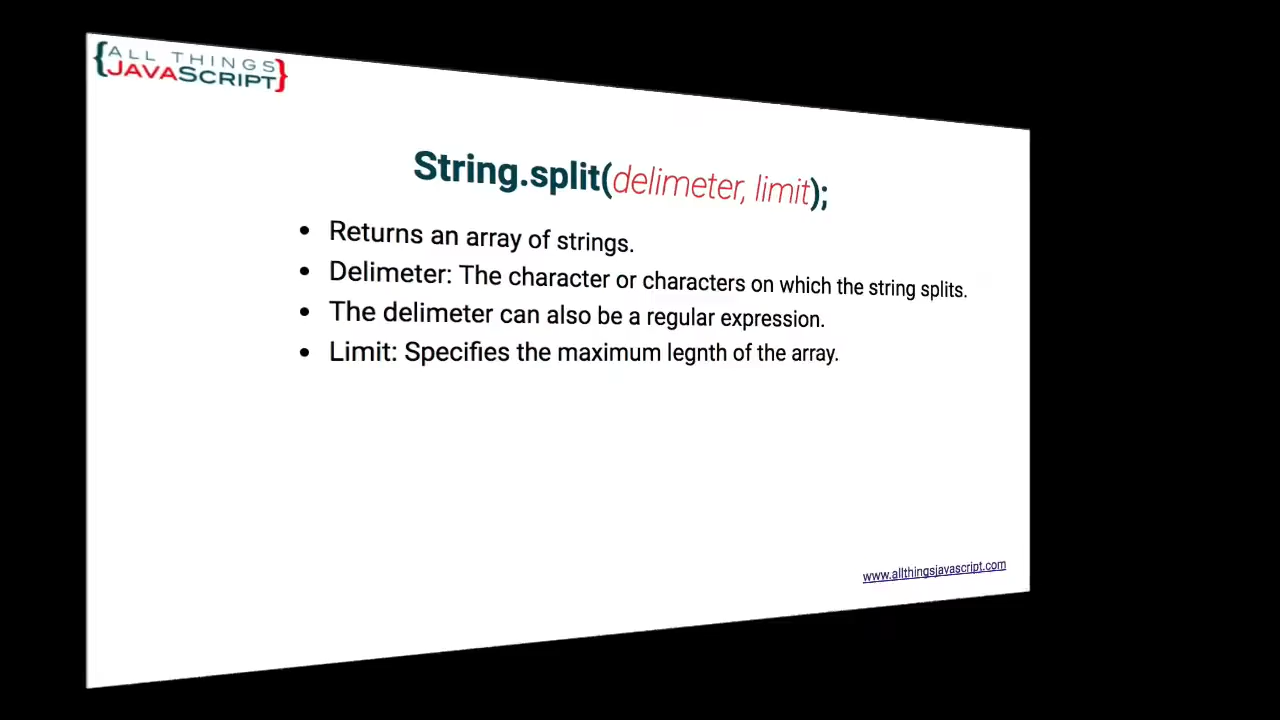 {ALL THINGS
JAVASCRIPT}
String.split(delimeter, limit);
• Returns an array of strings.
• Delimeter: The character or characters on which the string splits.
• The delimeter can also be a regular expression.
• Limit: Specifies the maximum legnth of the array.
www.allthingsjavascript.com